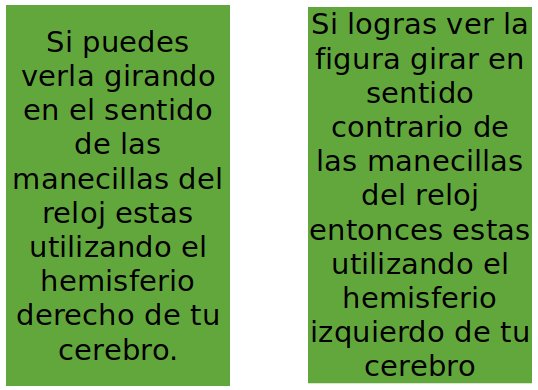 Si puedes
verla girando
en el sentido
de las
manecillas del
reloj estas
utilizando el
hemisferio
derecho de tu
cerebro.
Si logras ver la
figura girar en
sentido
contrario de
las manecillas
del reloj
entonces estas
utilizando el
hemisferio
izquierdo de tu
cerebro